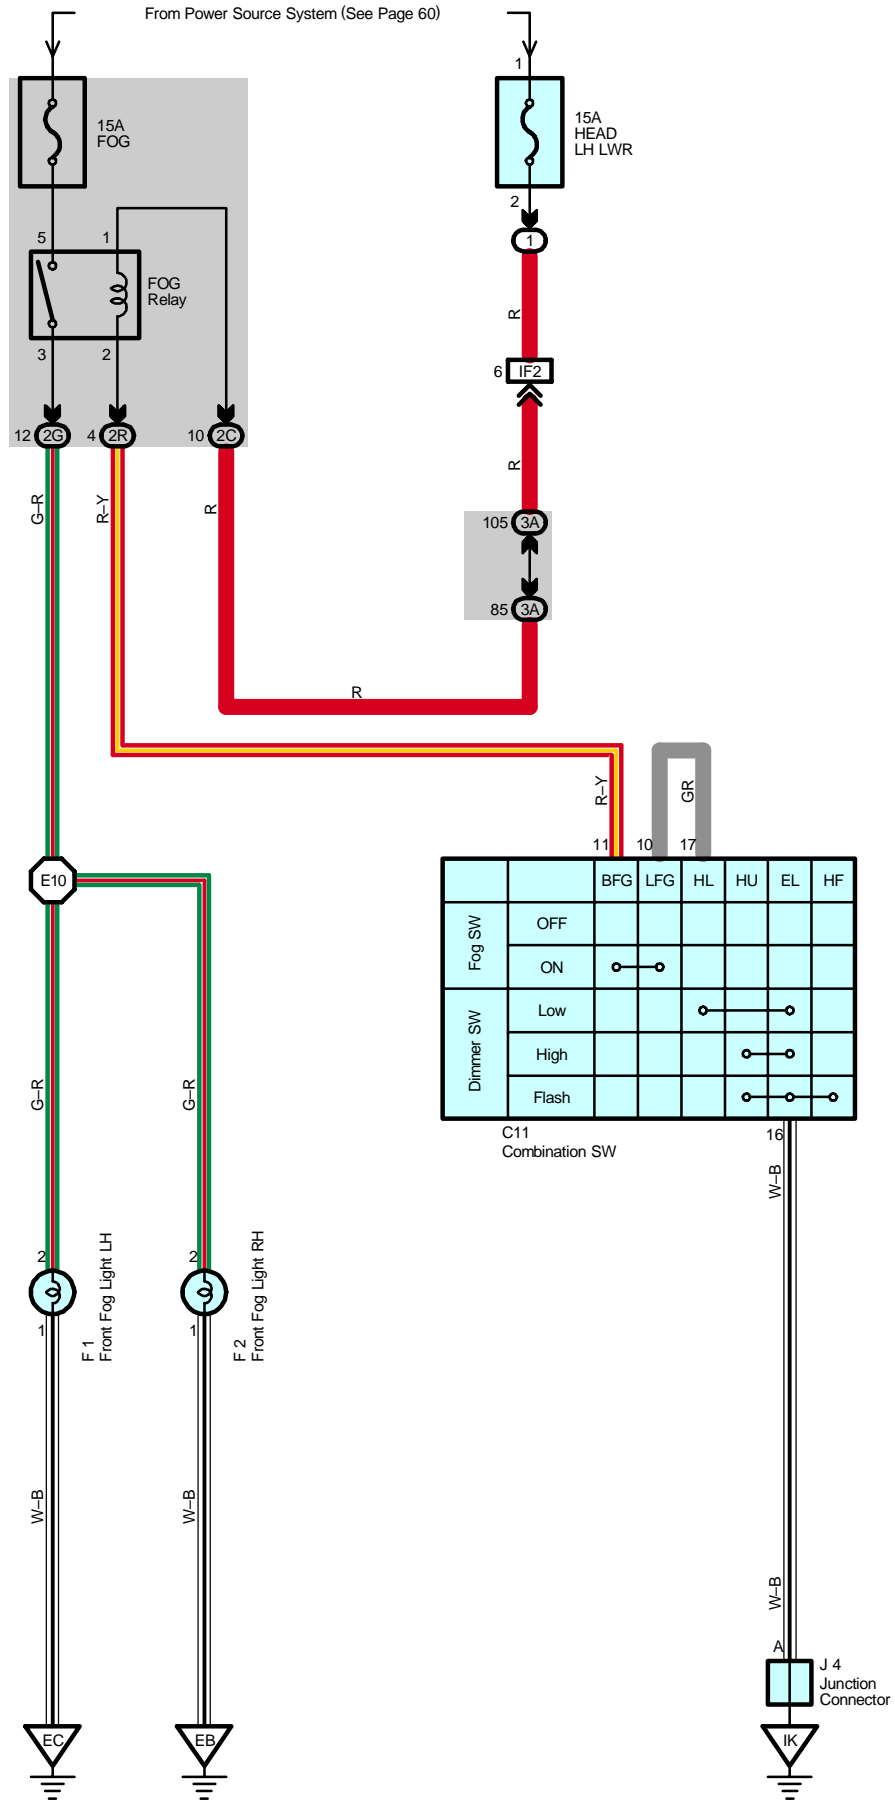 From Power Source System (See Page 60)
15A
FOG
1
15A
HEAD
LH LWR
2
1
5
1
FOG
Relay
3
2
R
6
IF2
12
2G
4
2R
10
2C
G–R
R–Y
R
R
105
3A
85
3A
R
R–Y
GR
11
10
17
E10
BFG
LFG
HL
HU
EL
HF
Fog SW
OFF
ON
Dimmer SW
Low
High
Flash
C11
Combination SW
16
W–B
G–R
G–R
2
1
F 1
Front Fog Light LH
2
1
F 2
Front Fog Light RH
W–B
W–B
W–B
A
J 4
Junction
Connector
EC
EB
IK